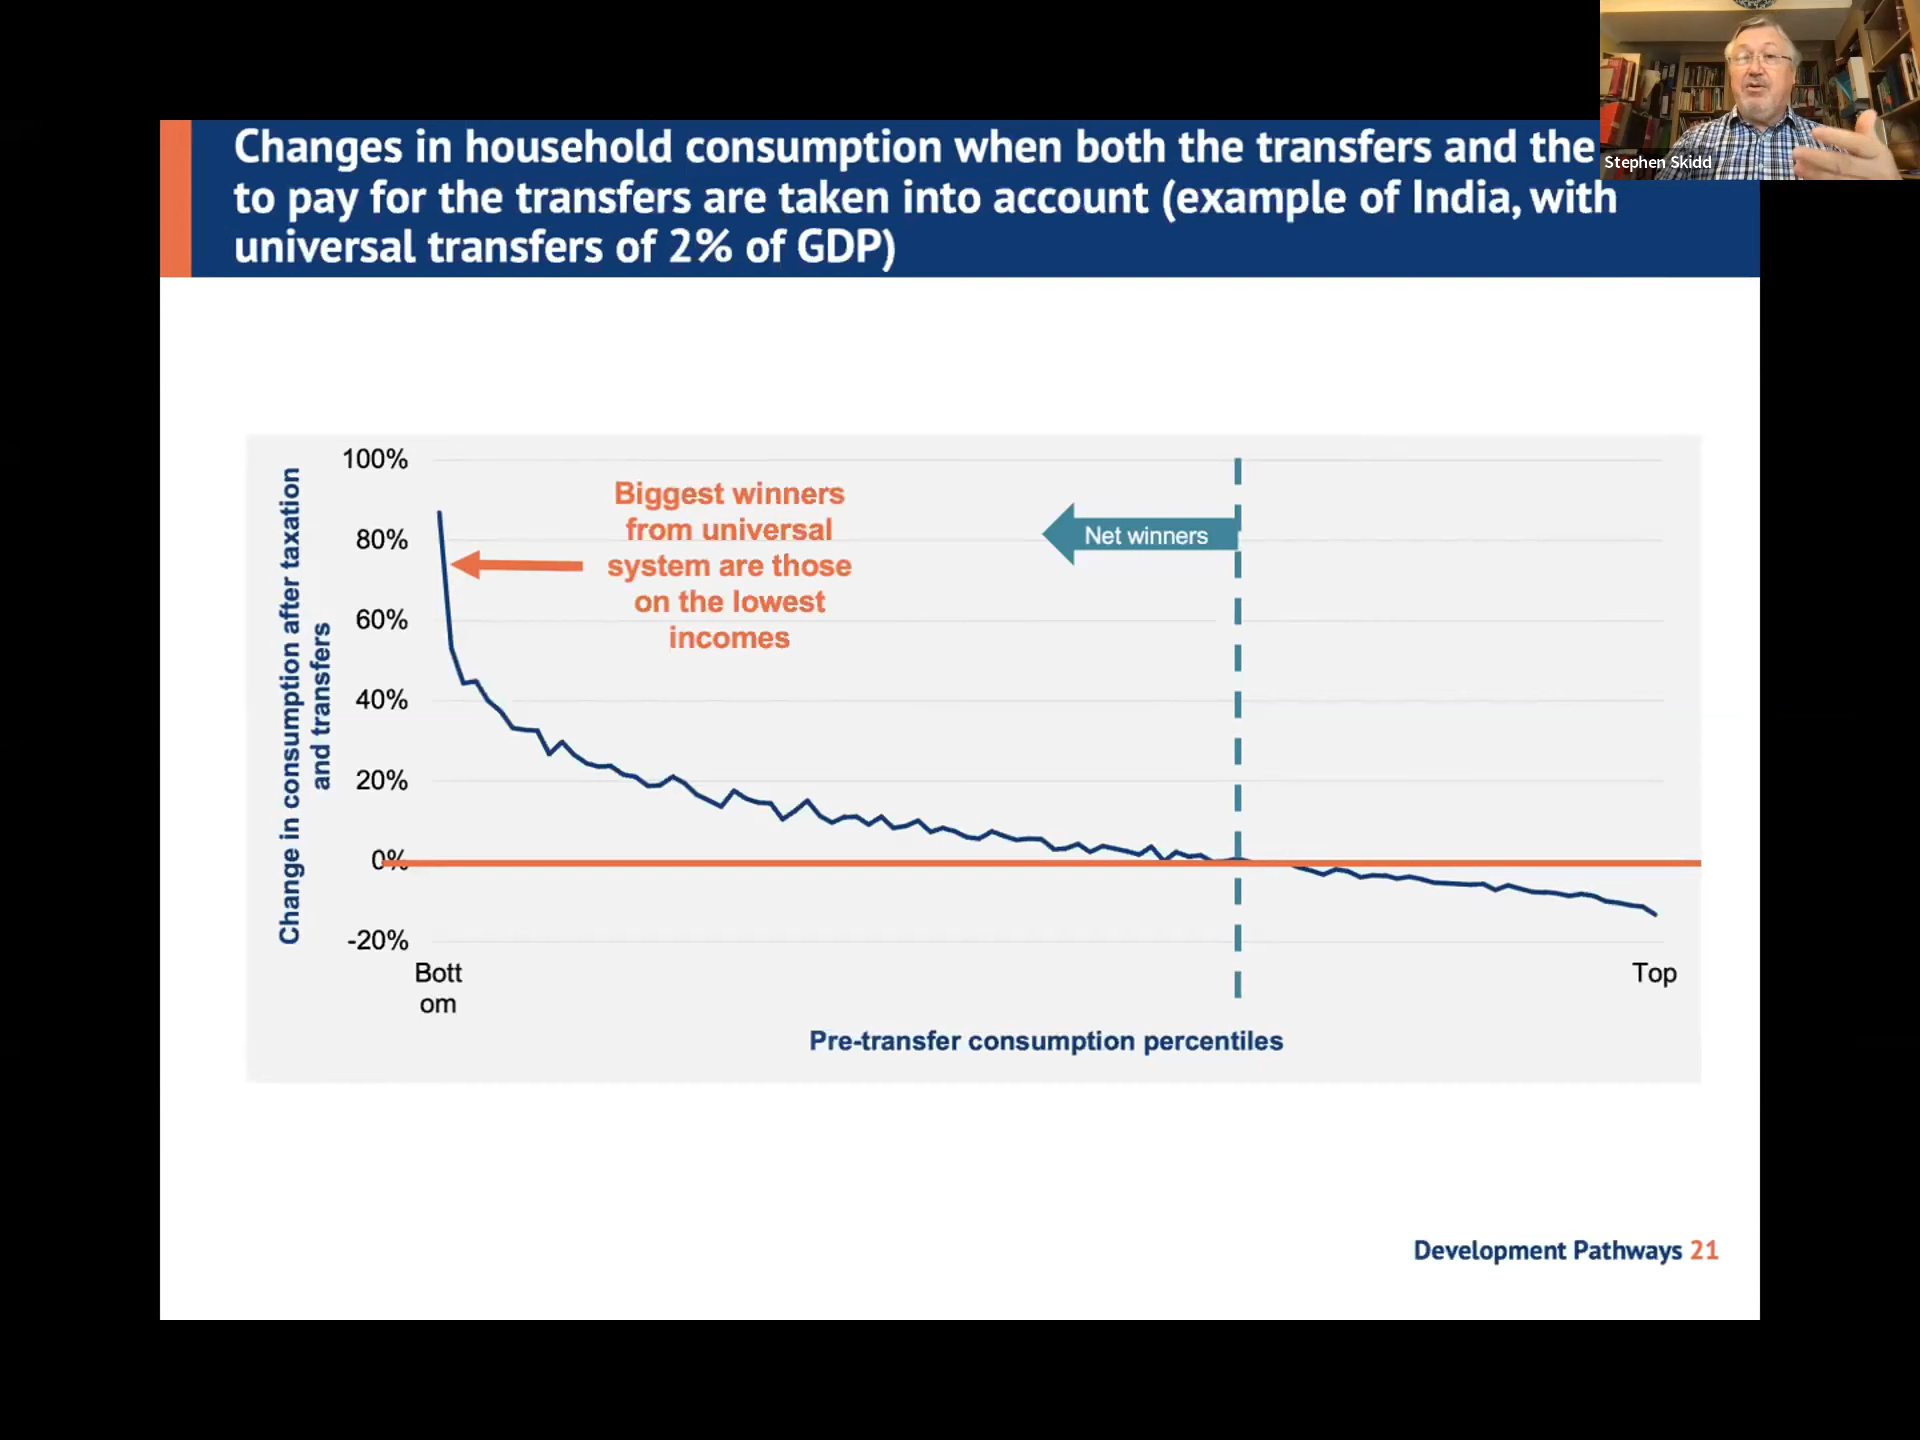 Changes in household consumption when both the transfers and the
to pay for the transfers are taken into account (example of India, with
universal transfers of 2% of GDP)
Stephen Skidd
100%
80%
60%
40%
20%
0%
-20%
Change in consumption after taxation
and transfers
Biggest winners
from universal
system are those
on the lowest
incomes
Net winners
Bott
om
Top
Pre-transfer consumption percentiles
Development Pathways 21